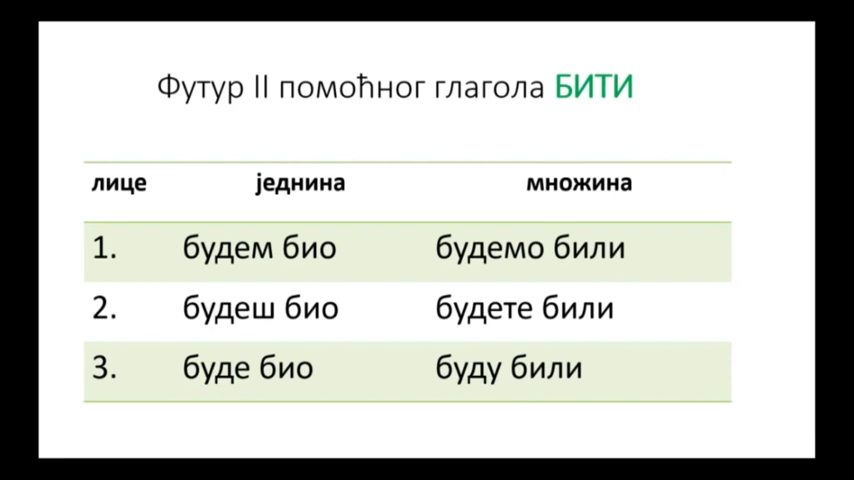 Футур II помоћног глагола БИТИ
лице једнина множина
1. будем био будемо били
2. будеш био будете били
3. буде био буду били